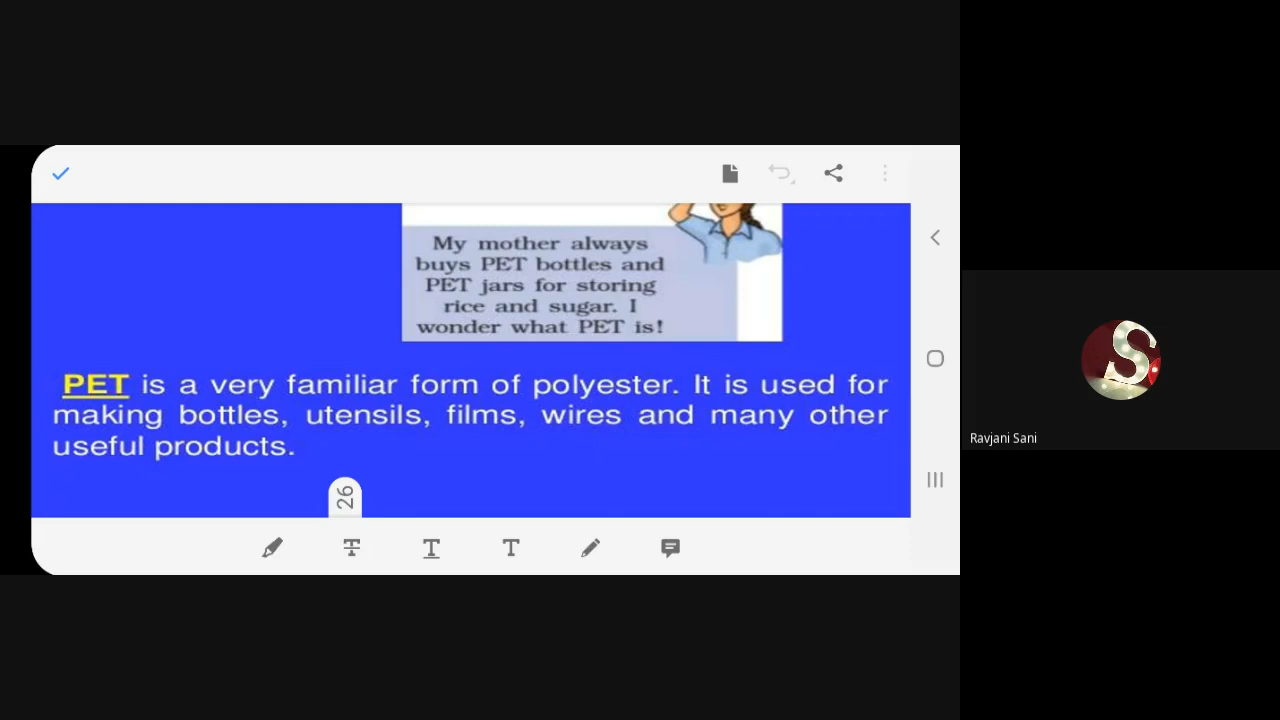 My mother always
buys PET bottles and
PET jars for storing
rice and sugar. I
wonder what PET is!
PET is a very familiar form of polyester. It is used for
making bottles, utensils, films, wires and many other
useful products.
26
S
Ravjani Sani